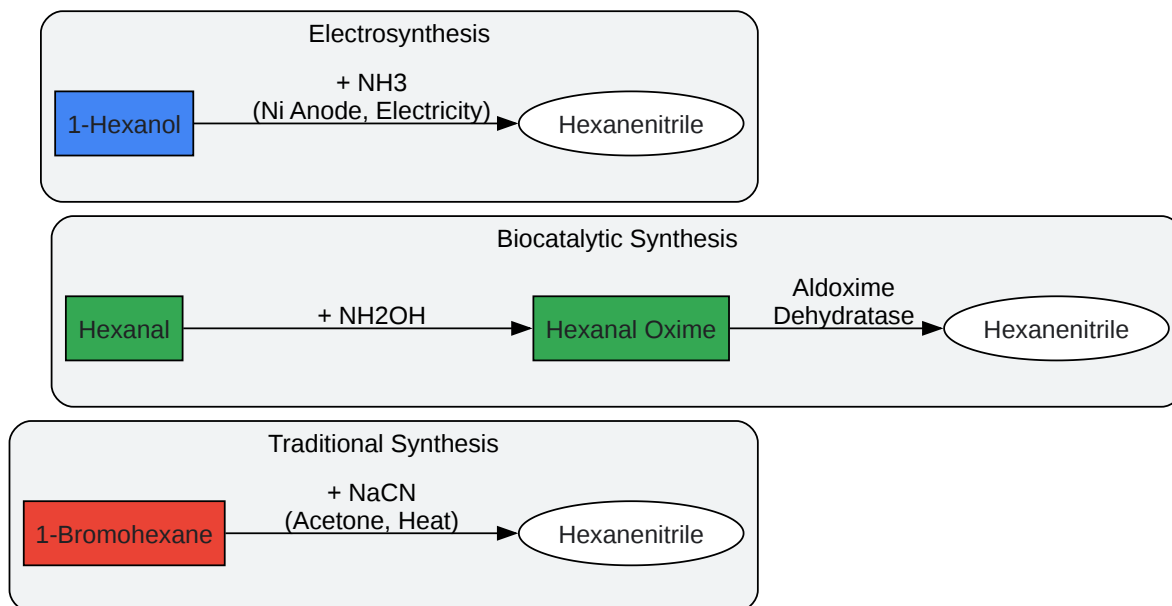 Electrosynthesis
+ NH3
(Ni Anode, Electricity)
1-Hexanol
Hexanenitrile
Biocatalytic Synthesis
Hexanal
+ NH2OH
Hexanal Oxime
Aldoxime
Dehydratase
Hexanenitrile
Traditional Synthesis
+ NaCN
(Acetone, Heat)
1-Bromohexane
Hexanenitrile